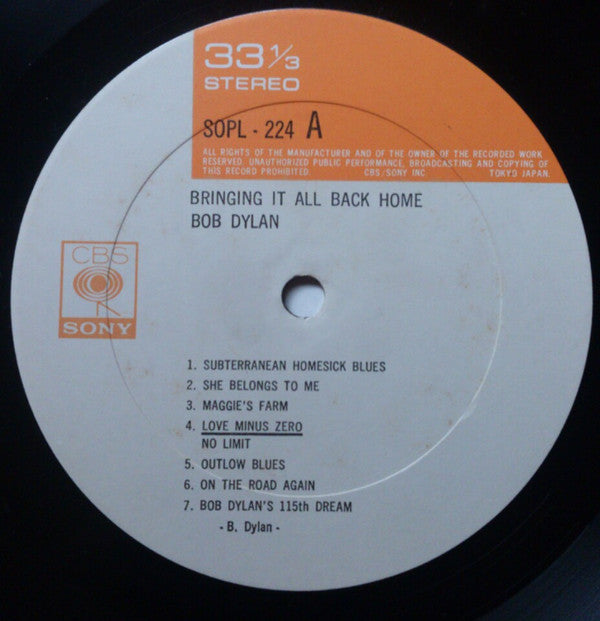 33 1/3
STEREO
SOPL - 224 A
ALL RIGHTS OF THE MANUFACTURER AND OF THE OWNER OF THE RECORDED WORK
RESERVED. UNAUTHORIZED PUBLIC PERFORMANCE, BROADCASTING AND COPYING OF
THIS RECORD PROHIBITED CBS/SONY INC. TOKYO JAPAN.
BRINGING IT ALL BACK HOME
BOB DYLAN
CBS
SONY
1. SUBTERRANEAN HOMESICK BLUES
2. SHE BELONGS TO ME
3. MAGGIE'S FARM
4. LOVE MINUS ZERO
NO LIMIT
5. OUTLOW BLUES
6. ON THE ROAD AGAIN
7. BOB DYLAN'S 115th DREAM
- B. Dylan -